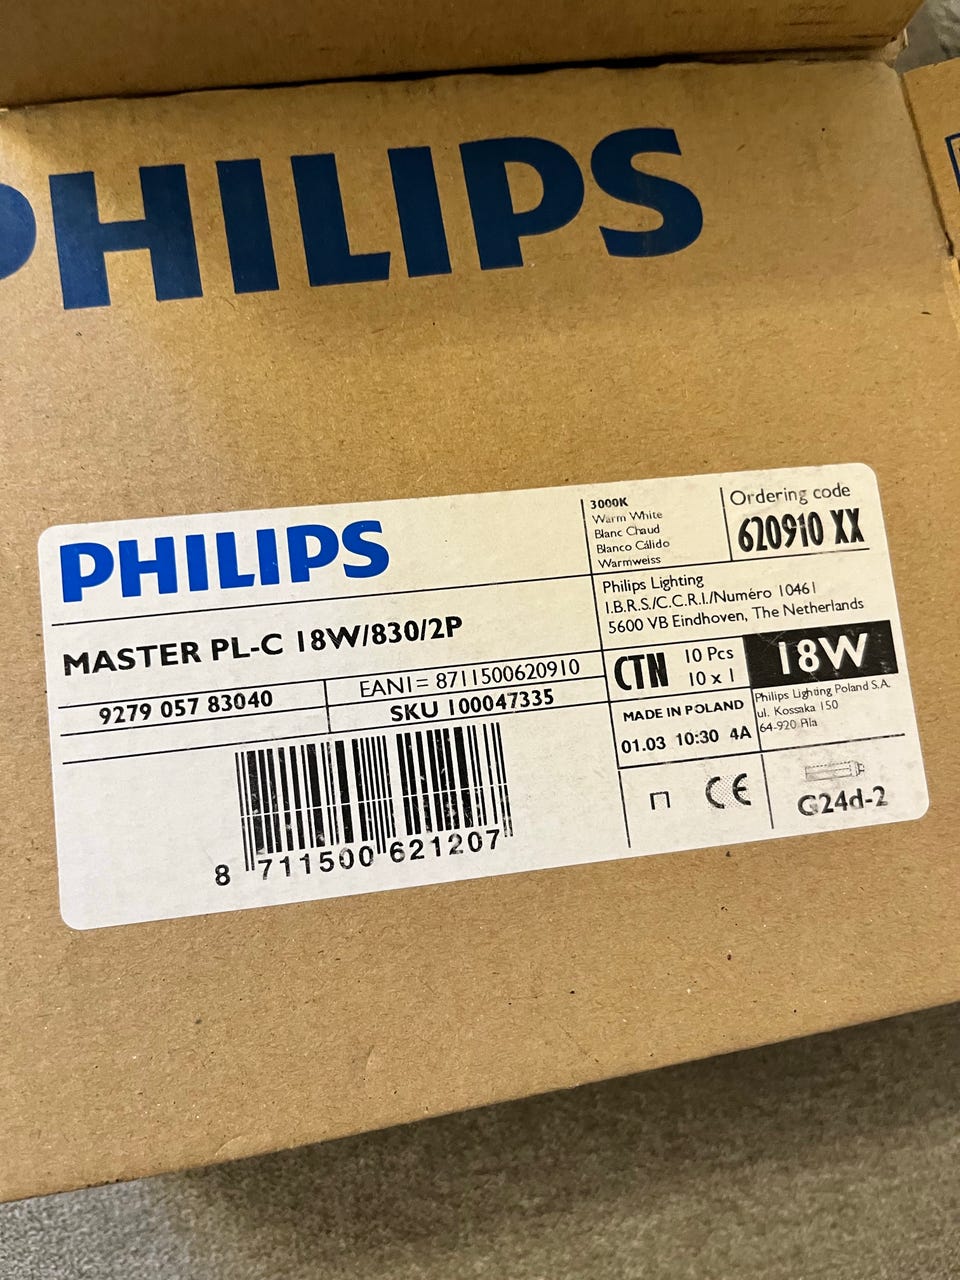 PHILIPS
PHILIPS
3000K
Warm White
Blanc Chaud
Blanco Cálido
Warmweiss
Ordering code
620910 XX
MASTER PL-C 18W/830/2P
Philips Lighting
I.B.R.S./C.C.R.I./Numéro 10461
5600 VB Eindhoven, The Netherlands
9279 057 83040
EAN1= 8711500620910
SKU 100047335
CTN
10 Pcs
10 x 1
18W
MADE IN POLAND
01.03 10:30 4A
Philips Lighting Poland S.A.
ul. Kossaka 150
64-920 Pila
8 711500 621207
CE
G24d-2